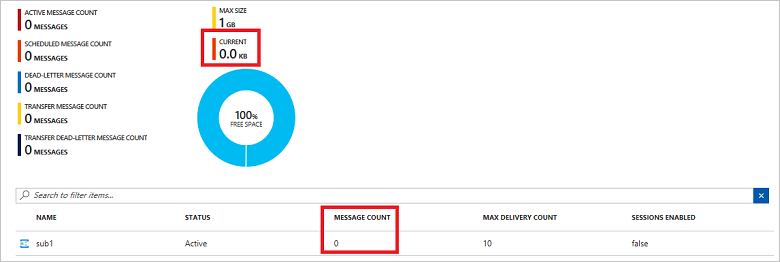 ACTIVE MESSAGE COUNT
0 MESSAGES
SCHEDULED MESSAGE COUNT
0 MESSAGES
DEAD-LETTER MESSAGE COUNT
0 MESSAGES
TRANSFER MESSAGE COUNT
0 MESSAGES
TRANSFER DEAD-LETTER MESSAGE COUNT
0 MESSAGES
MAX SIZE
1 GB
CURRENT
0.0 KB
100%
FREE SPACE
Search to filter items...
NAME STATUS MESSAGE COUNT MAX DELIVERY COUNT SESSIONS ENABLED
sub1 Active 0 10 false